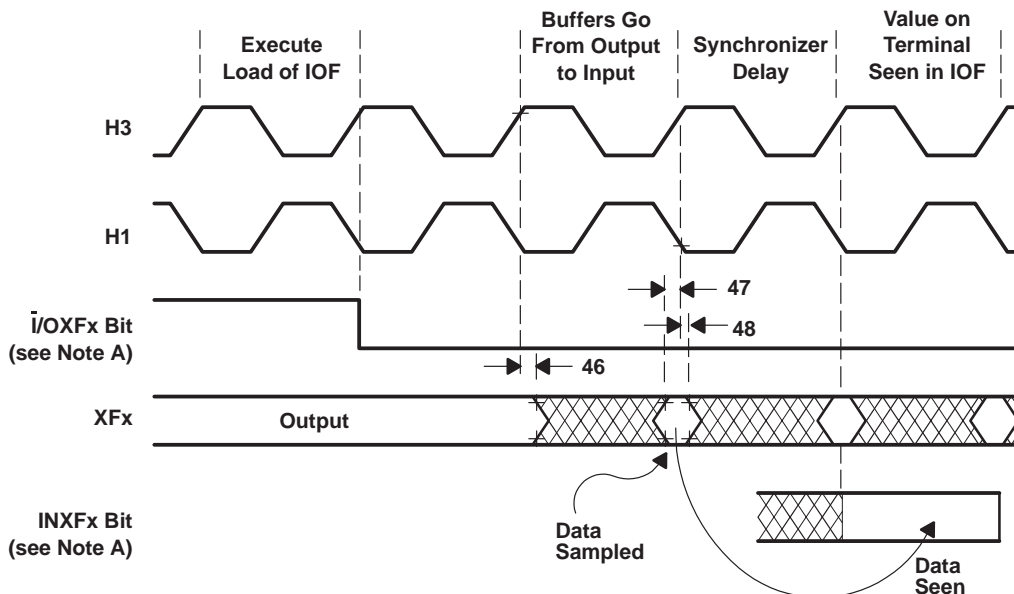 Execute
Load of IOF
Buffers Go
From Output
to Input
Synchronizer
Delay
Value on
Terminal
Seen in IOF
H3
H1
47
48
I̅/OXFx Bit
(see Note A)
46
XFx
Output
INXFx Bit
(see Note A)
Data
Sampled
Data
Seen